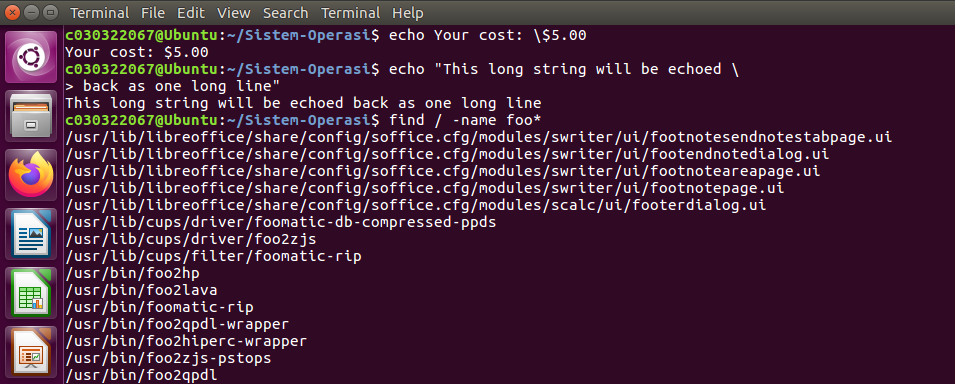 Terminal File Edit View Search Terminal Help
c030322067@Ubuntu:~/Sistem-Operasi$ echo Your cost: \$5.00
Your cost: $5.00
c030322067@Ubuntu:~/Sistem-Operasi$ echo "This long string will be echoed \
> back as one long line"
This long string will be echoed back as one long line
c030322067@Ubuntu:~/Sistem-Operasi$ find / -name foo*
/usr/lib/libreoffice/share/config/soffice.cfg/modules/swriter/ui/footnotesendnotestabpage.ui
/usr/lib/libreoffice/share/config/soffice.cfg/modules/swriter/ui/footendnotedialog.ui
/usr/lib/libreoffice/share/config/soffice.cfg/modules/swriter/ui/footnoteareapage.ui
/usr/lib/libreoffice/share/config/soffice.cfg/modules/swriter/ui/footnotepage.ui
/usr/lib/libreoffice/share/config/soffice.cfg/modules/scalc/ui/footerdialog.ui
/usr/lib/cups/driver/foomatic-db-compressed-ppds
/usr/lib/cups/driver/foo2zjs
/usr/lib/cups/filter/foomatic-rip
/usr/bin/foo2hp
/usr/bin/foo2lava
/usr/bin/foomatic-rip
/usr/bin/foo2qpdl-wrapper
/usr/bin/foo2hiperc-wrapper
/usr/bin/foo2zjs-pstops
/usr/bin/foo2qpdl